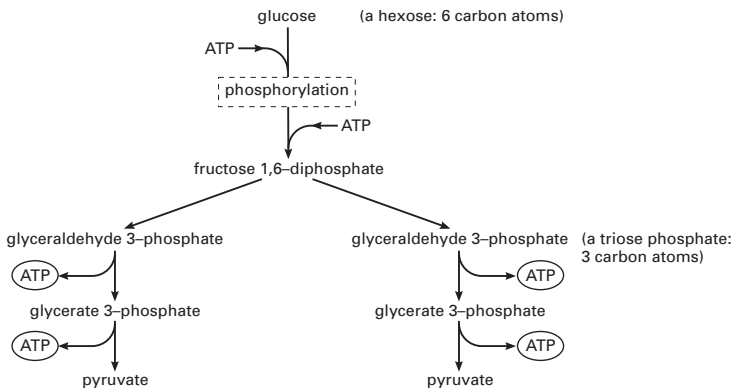 glucose (a hexose: 6 carbon atoms)
ATP
phosphorylation
ATP
fructose 1,6–diphosphate
glyceraldehyde 3–phosphate glyceraldehyde 3–phosphate (a triose phosphate:
3 carbon atoms)
ATP ATP
glycerate 3–phosphate glycerate 3–phosphate
ATP ATP
pyruvate pyruvate